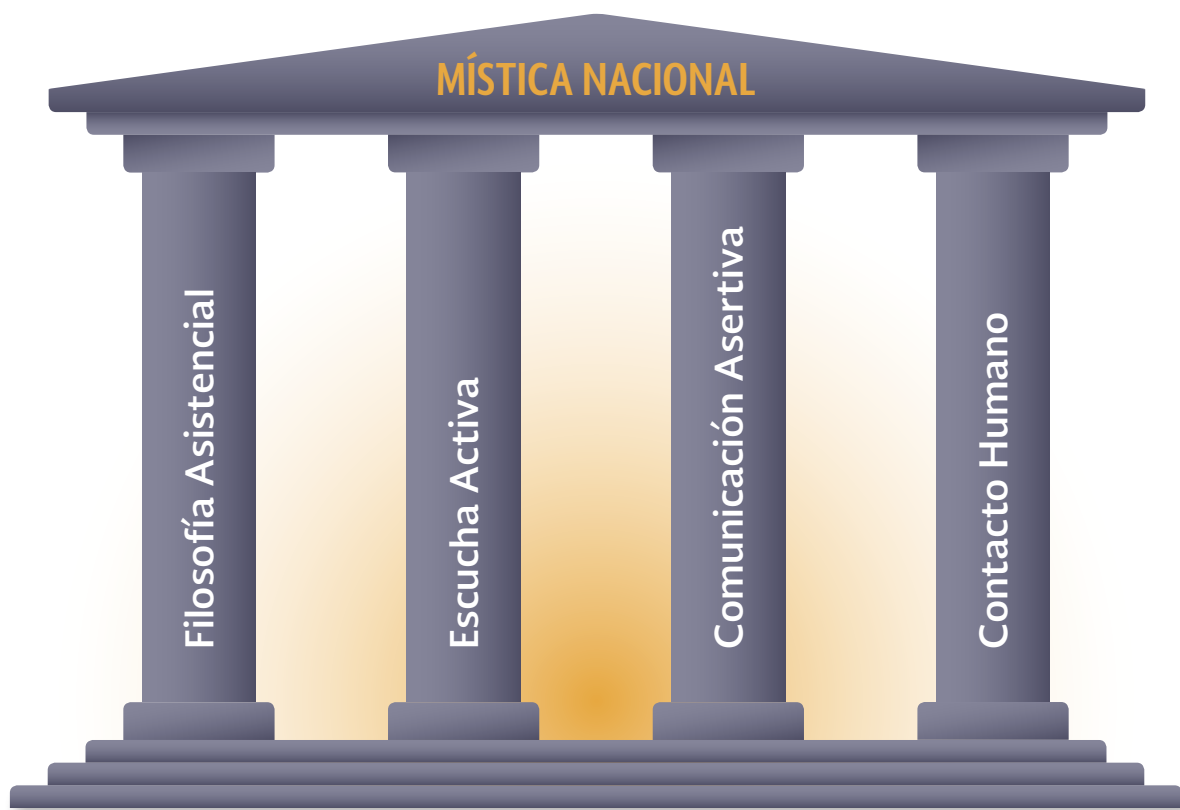 MÍSTICA NACIONAL
Filosofía Asistencial
Escucha Activa
Comunicación Asertiva
Contacto Humano